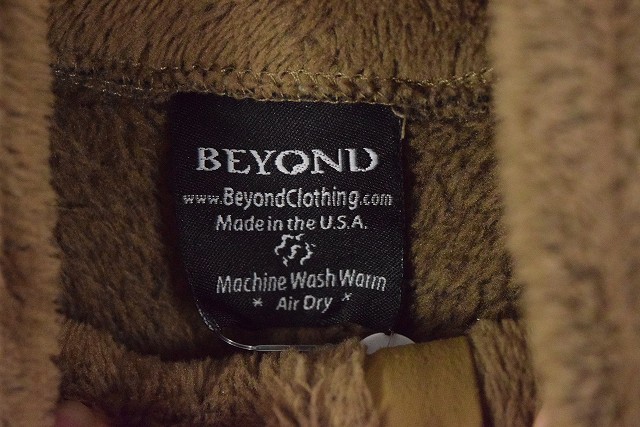 BEYOND
www.BeyondClothing.com
Made in the U.S.A.
Machine Wash Warm
* Air Dry *